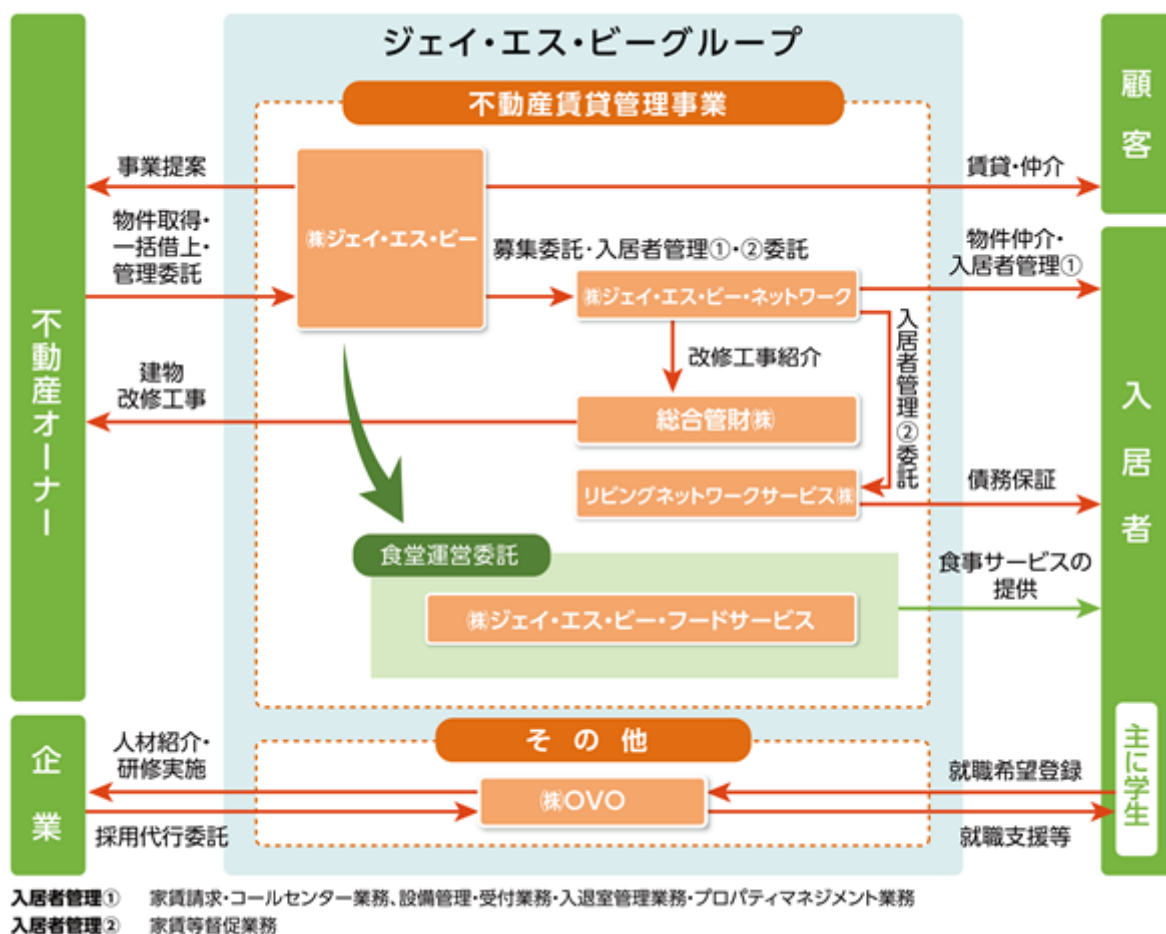 ジェイ・エス・ビーグループ
不動産賃貸管理事業
顧客
事業提案
賃貸・仲介
㈱ジェイ・エス・ビー
物件取得・
一括借上・
管理委託
募集委託・入居者管理①・②委託
物件仲介・
入居者管理①
㈱ジェイ・エス・ビー・ネットワーク
不動産オーナー
入居者管理②委託
改修工事紹介
建物
改修工事
総合管財㈱
入居者
リビングネットワークサービス㈱
債務保証
食堂運営委託
食事サービスの
提供
㈱ジェイ・エス・ビー・フードサービス
その他
企業
人材紹介・
研修実施
㈱OVO
就職希望登録
主に学生
採用代行委託
就職支援等
入居者管理① 家賃請求・コールセンター業務、設備管理・受付業務・入退室管理業務・プロパティマネジメント業務
入居者管理② 家賃等督促業務